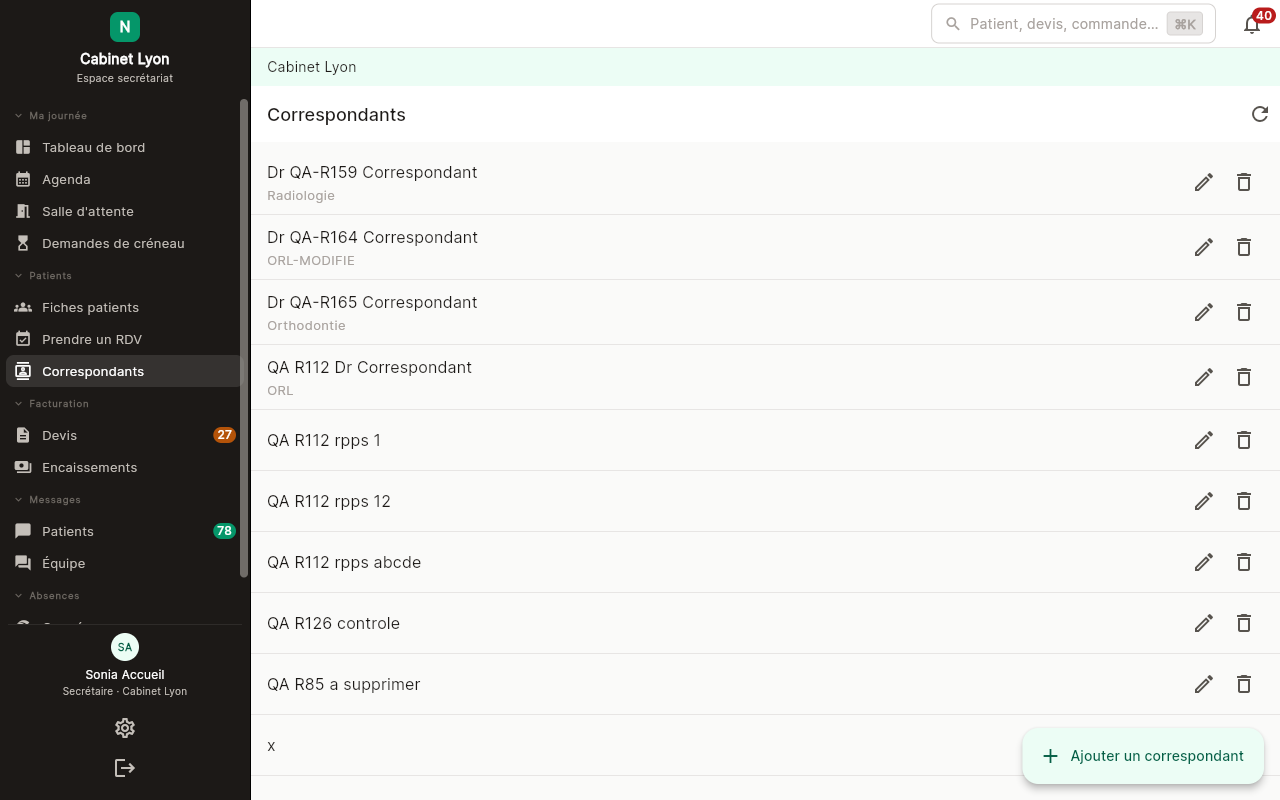 N
Cabinet Lyon
Espace secrétariat
Ma journée
Tableau de bord
Agenda
Salle d'attente
Demandes de créneau
Patients
Fiches patients
Prendre un RDV
Correspondants
Facturation
Devis 27
Encaissements
Messages
Patients 78
Équipe
Absences
SA
Sonia Accueil
Secrétaire · Cabinet Lyon
Patient, devis, commande... ⌘K
40
Cabinet Lyon
Correspondants
Dr QA-R159 Correspondant
Radiologie
Dr QA-R164 Correspondant
ORL-MODIFIE
Dr QA-R165 Correspondant
Orthodontie
QA R112 Dr Correspondant
ORL
QA R112 rpps 1
QA R112 rpps 12
QA R112 rpps abcde
QA R126 controle
QA R85 a supprimer
x
Ajouter un correspondant